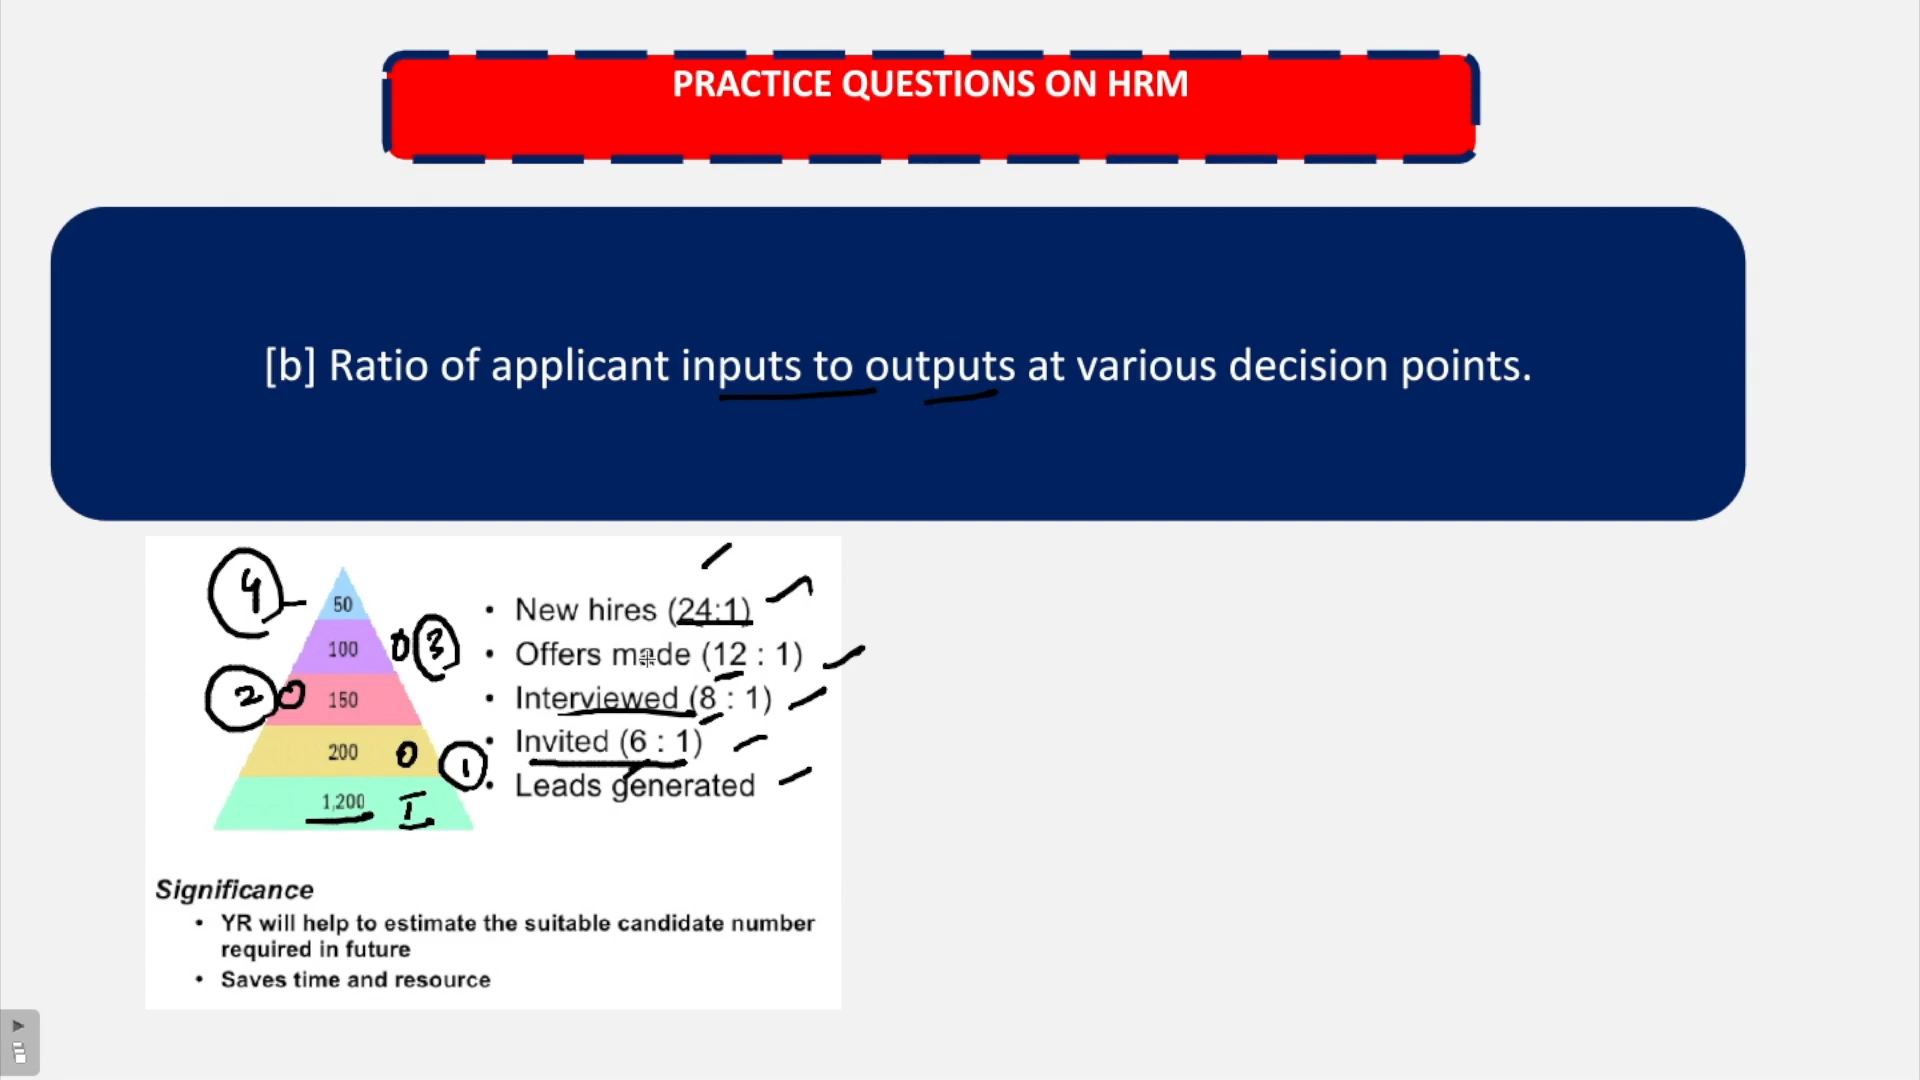 PRACTICE QUESTIONS ON HRM
[b] Ratio of applicant inputs to outputs at various decision points.
4
50
• New hires (24:1)
100 O 3
• Offers made (12 : 1)
2 O 150
• Interviewed (8 : 1)
200 O 1
• Invited (6 : 1)
1,200 I
• Leads generated
Significance
• YR will help to estimate the suitable candidate number
required in future
• Saves time and resource